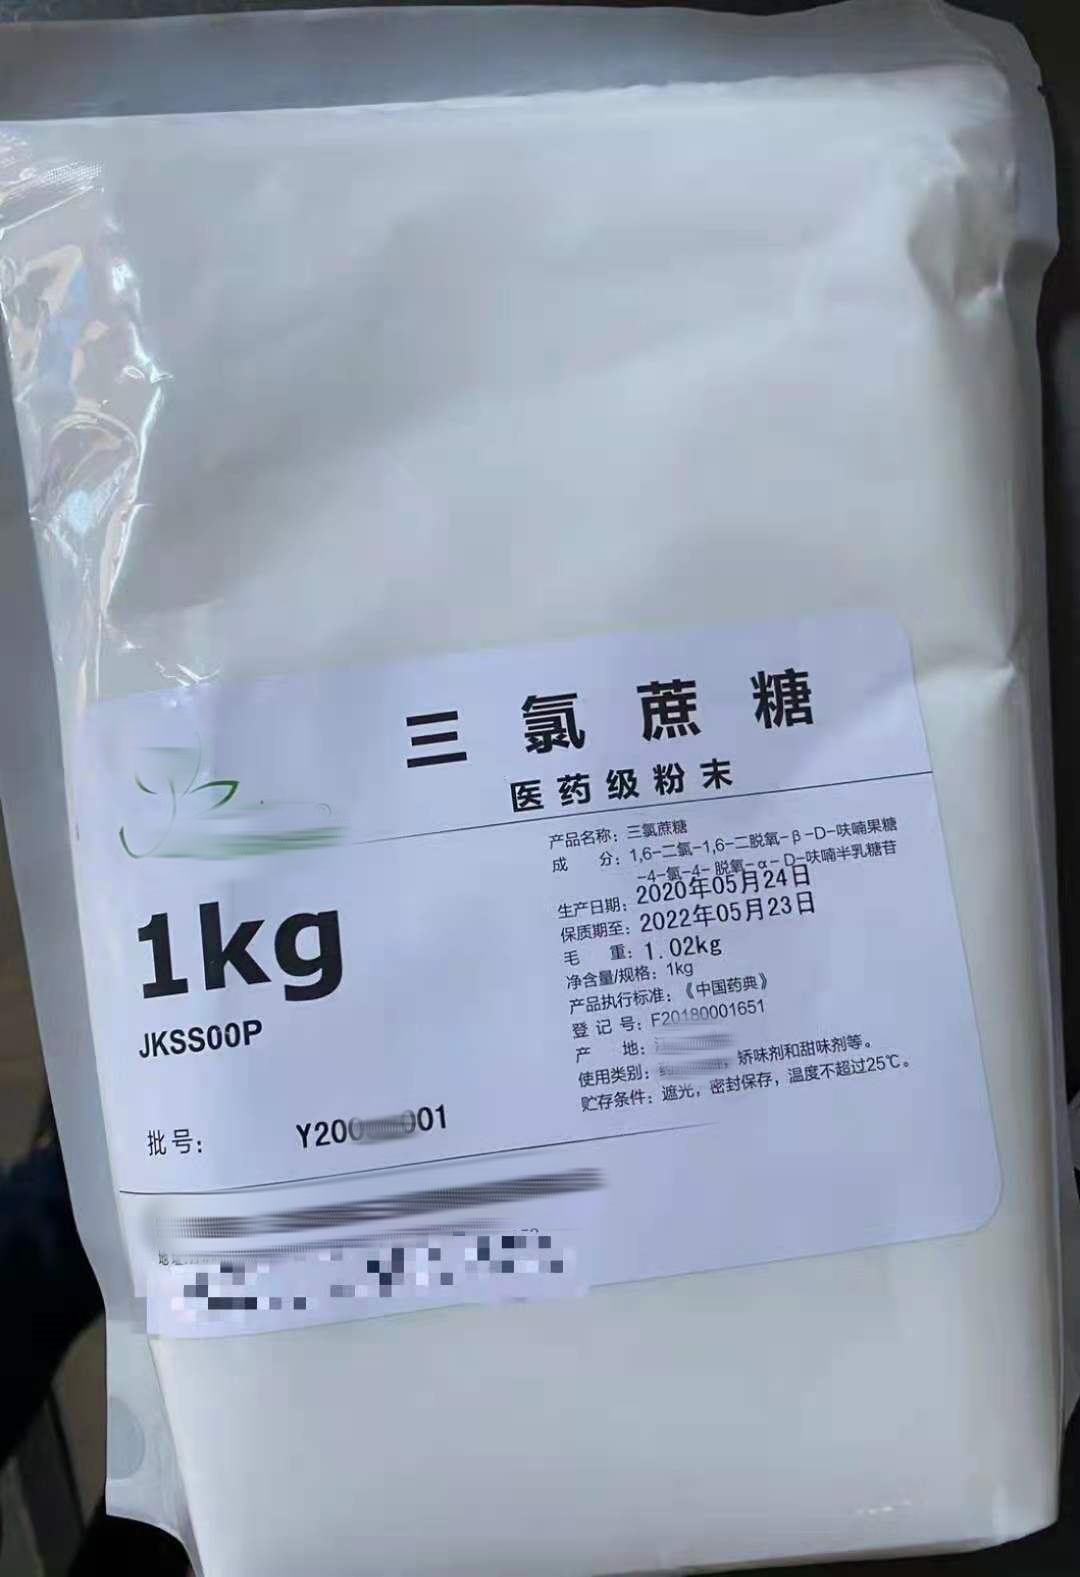 三氯蔗糖
医药级粉末
1kg
JKSS00P
批号: Y200 001
产品名称: 三氯蔗糖
成 分: 1,6-二氯-1,6-二脱氧-β-D-呋喃果糖
-4-氯-4-脱氧-α-D-呋喃半乳糖苷
生产日期: 2020年05月24日
保质期至: 2022年05月23日
毛 重: 1.02kg
净含量/规格: 1kg
产品执行标准: 《中国药典》
登 记 号: F20180001651
产 地:
使用类别: , 矫味剂和甜味剂等。
贮存条件: 遮光, 密封保存, 温度不超过25℃。